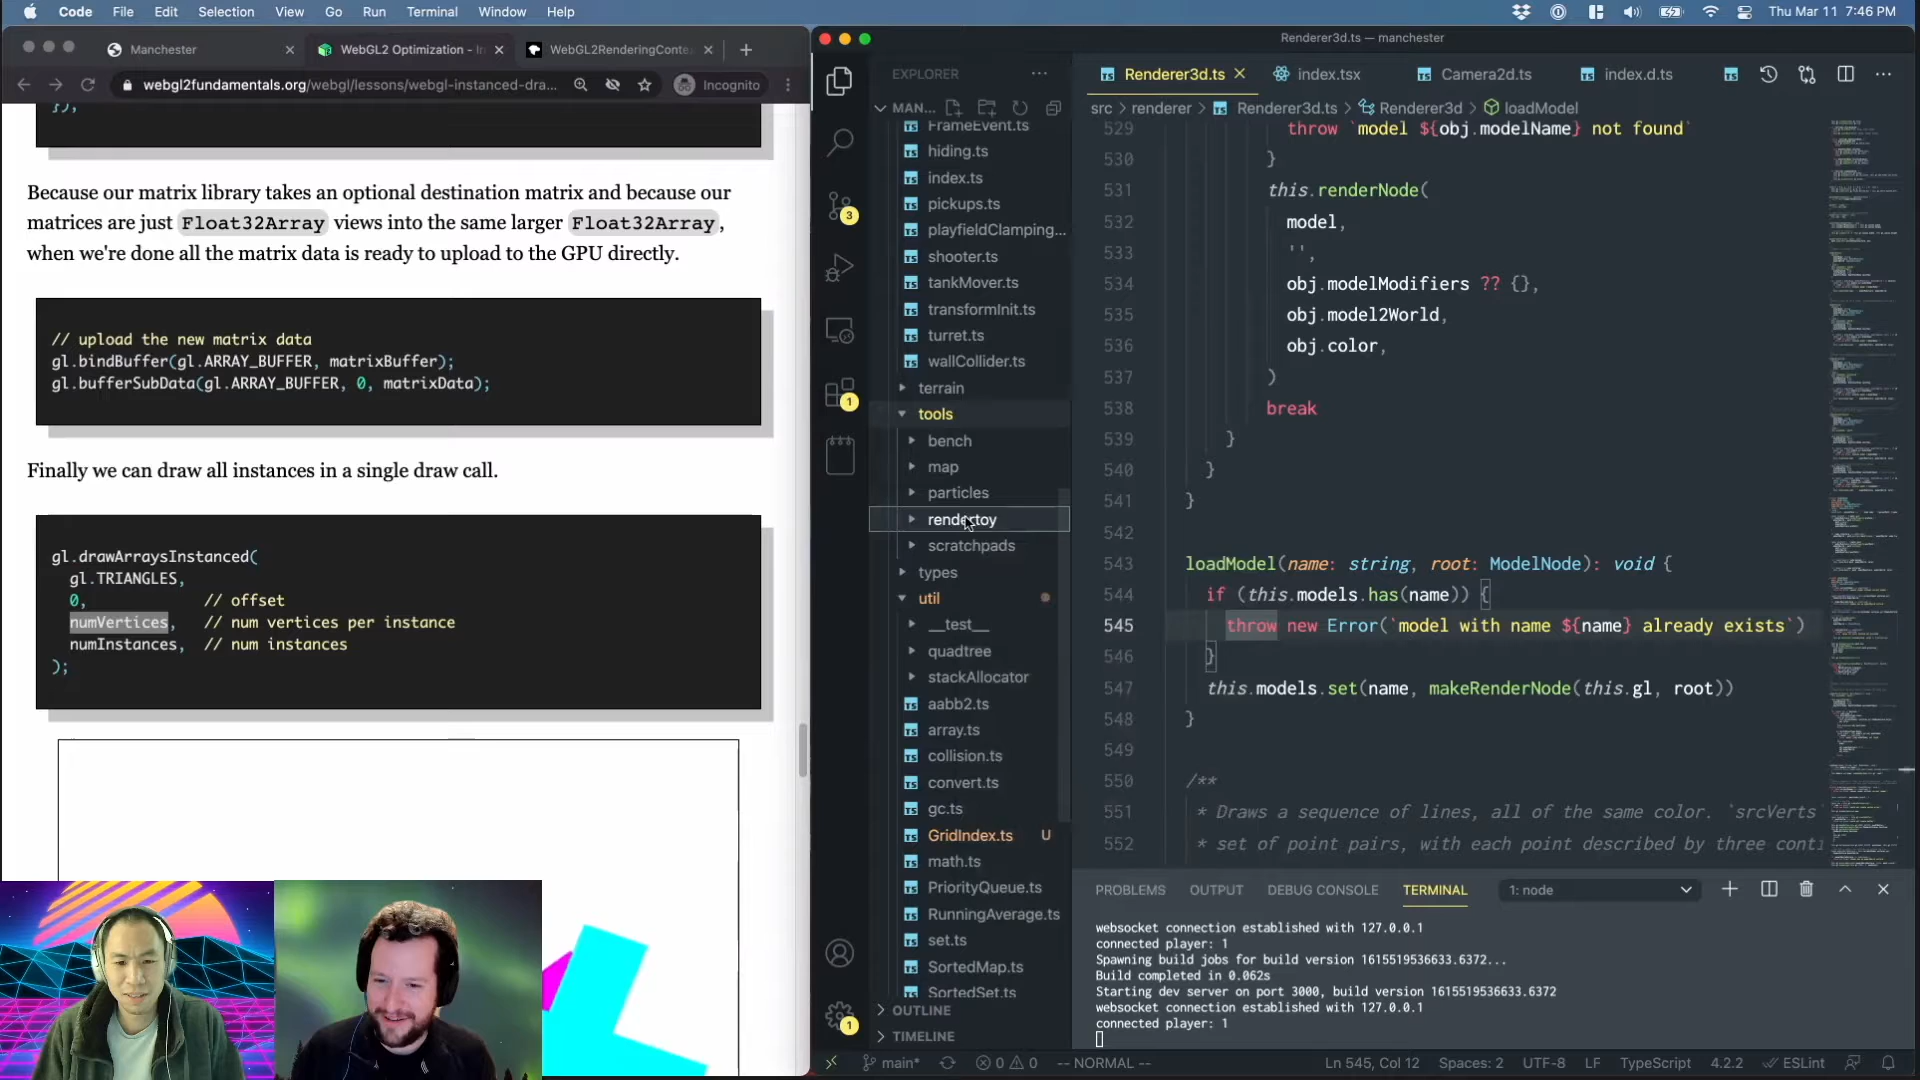 Code File Edit Selection View Go Run Terminal Window Help
Thu Mar 11 7:46 PM
Manchester
WebGL2 Optimization - In
WebGL2RenderingConte
webgl2fundamentals.org/webgl/lessons/webgl-instanced-dra...
Incognito
});
Because our matrix library takes an optional destination matrix and because our
matrices are just Float32Array views into the same larger Float32Array,
when we're done all the matrix data is ready to upload to the GPU directly.
// upload the new matrix data
gl.bindBuffer(gl.ARRAY_BUFFER, matrixBuffer);
gl.bufferSubData(gl.ARRAY_BUFFER, 0, matrixData);
Finally we can draw all instances in a single draw call.
gl.drawArraysInstanced(
gl.TRIANGLES,
0, // offset
numVertices, // num vertices per instance
numInstances, // num instances
);
Renderer3d.ts — manchester
EXPLORER
MAN...
FrameEvent.ts
hiding.ts
index.ts
pickups.ts
playfieldClamping...
shooter.ts
tankMover.ts
transformInit.ts
turret.ts
wallCollider.ts
terrain
tools
bench
map
particles
rendertoy
scratchpads
types
util
__test__
quadtree
stackAllocator
aabb2.ts
array.ts
collision.ts
convert.ts
gc.ts
GridIndex.ts U
math.ts
PriorityQueue.ts
RunningAverage.ts
set.ts
SortedMap.ts
SortedSet.ts
OUTLINE
TIMELINE
3
1
1
Renderer3d.ts
index.tsx
Camera2d.ts
index.d.ts
src > renderer > Renderer3d.ts > Renderer3d > loadModel
529 throw `model ${obj.modelName} not found`
530 }
531 this.renderNode(
532 model,
533 '',
534 obj.modelModifiers ?? {},
535 obj.model2World,
536 obj.color,
537 )
538 break
539 }
540 }
541 }
542
543 loadModel(name: string, root: ModelNode): void {
544 if (this.models.has(name)) {
545 throw new Error(`model with name ${name} already exists`)
546 }
547 this.models.set(name, makeRenderNode(this.gl, root))
548 }
549
550 /**
551 * Draws a sequence of lines, all of the same color. `srcVerts
552 * set of point pairs, with each point described by three conti
PROBLEMS OUTPUT DEBUG CONSOLE TERMINAL 1: node
websocket connection established with 127.0.0.1
connected player: 1
Spawning build jobs for build version 1615519536633.6372...
Build completed in 0.062s
Starting dev server on port 3000, build version 1615519536633.6372
websocket connection established with 127.0.0.1
connected player: 1
main* 0 0 -- NORMAL -- Ln 545, Col 12 Spaces: 2 UTF-8 LF TypeScript 4.2.2 ESLint